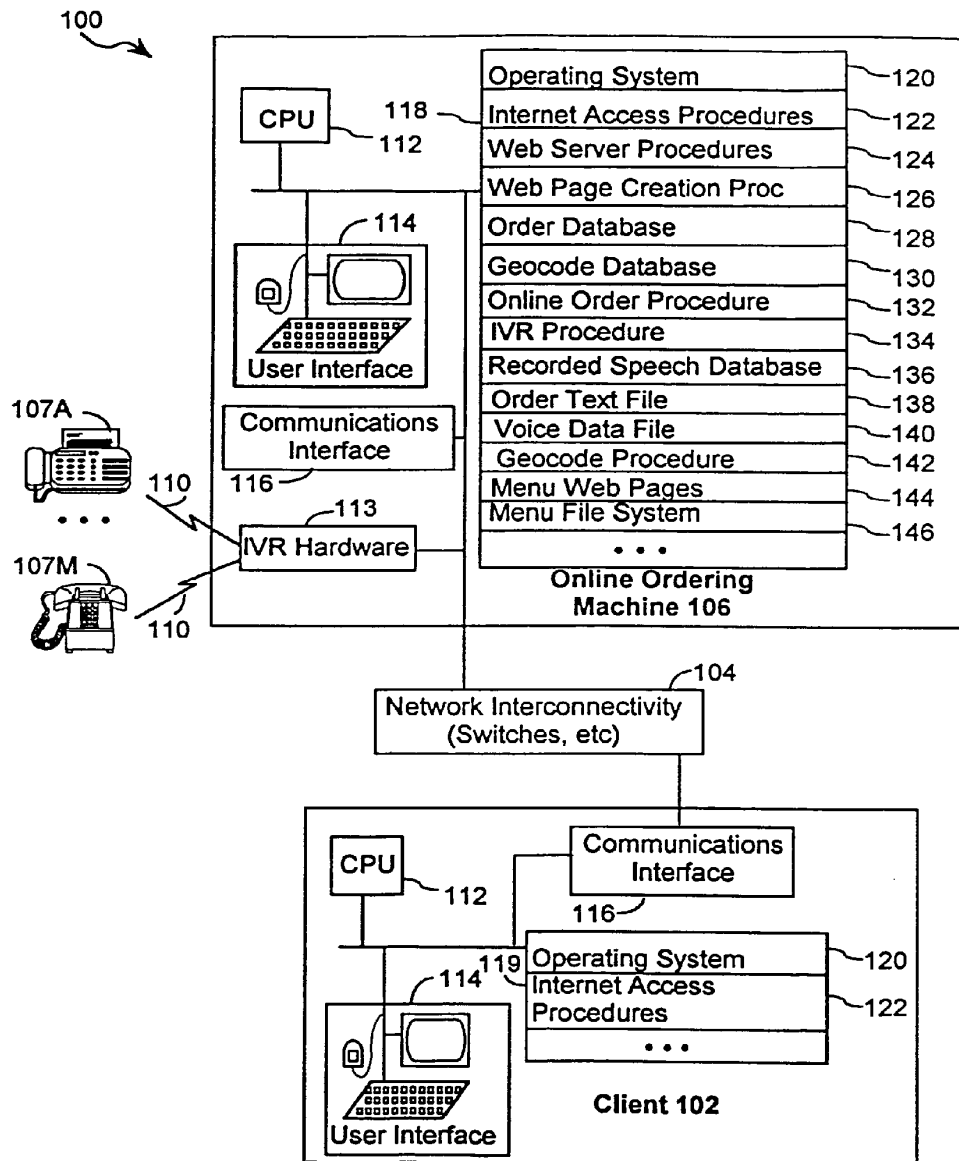 100
Operating System
120
CPU
118
Internet Access Procedures
122
112
Web Server Procedures
124
Web Page Creation Proc
126
114
Order Database
128
Geocode Database
130
Online Order Procedure
132
User Interface
IVR Procedure
134
Recorded Speech Database
136
107A
Communications
Interface
Order Text File
138
Voice Data File
140
116
Geocode Procedure
142
110
113
Menu Web Pages
144
• • •
IVR Hardware
Menu File System
146
107M
• • •
110
Online Ordering
Machine 106
104
Network Interconnectivity
(Switches, etc)
CPU
Communications
Interface
112
116
119
Operating System
120
114
Internet Access
Procedures
122
• • •
User Interface
Client 102